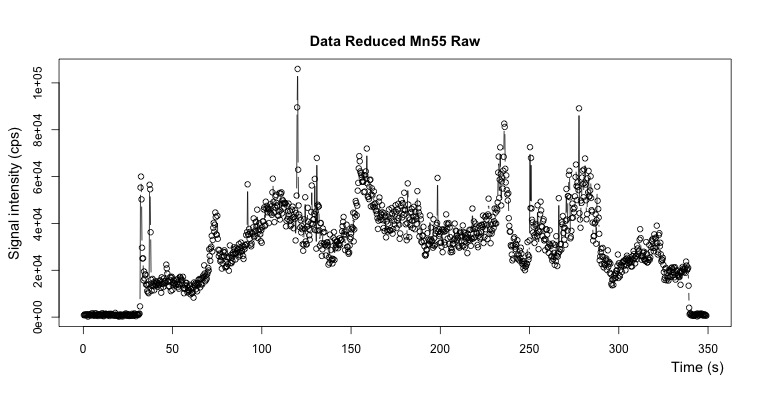 Data Reduced Mn55 Raw
Signal intensity (cps)
1e+05
8e+04
6e+04
4e+04
2e+04
0e+00
0 50 100 150 200 250 300 350
Time (s)